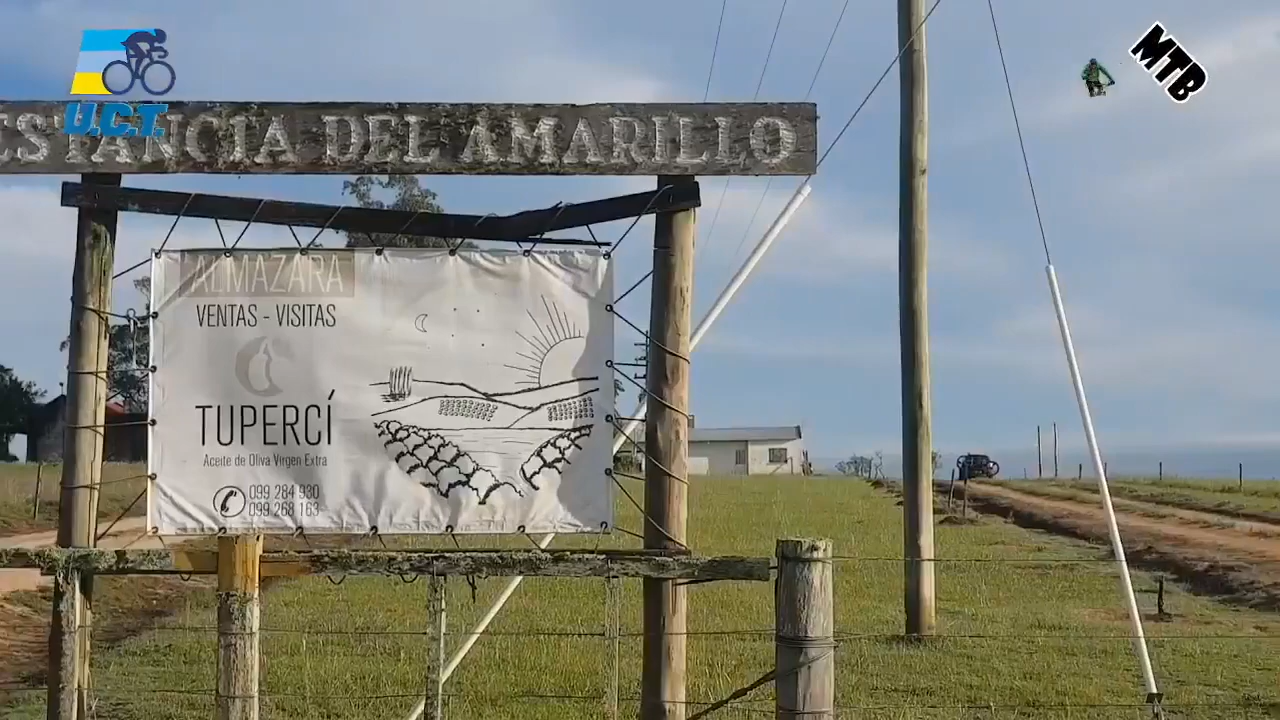 U.C.T.
MTB
ESTANCIA DEL AMARILLO
ALMAZARA
VENTAS - VISITAS
TUPERCÍ
Aceite de Oliva Virgen Extra
099 284 930
099 268 163